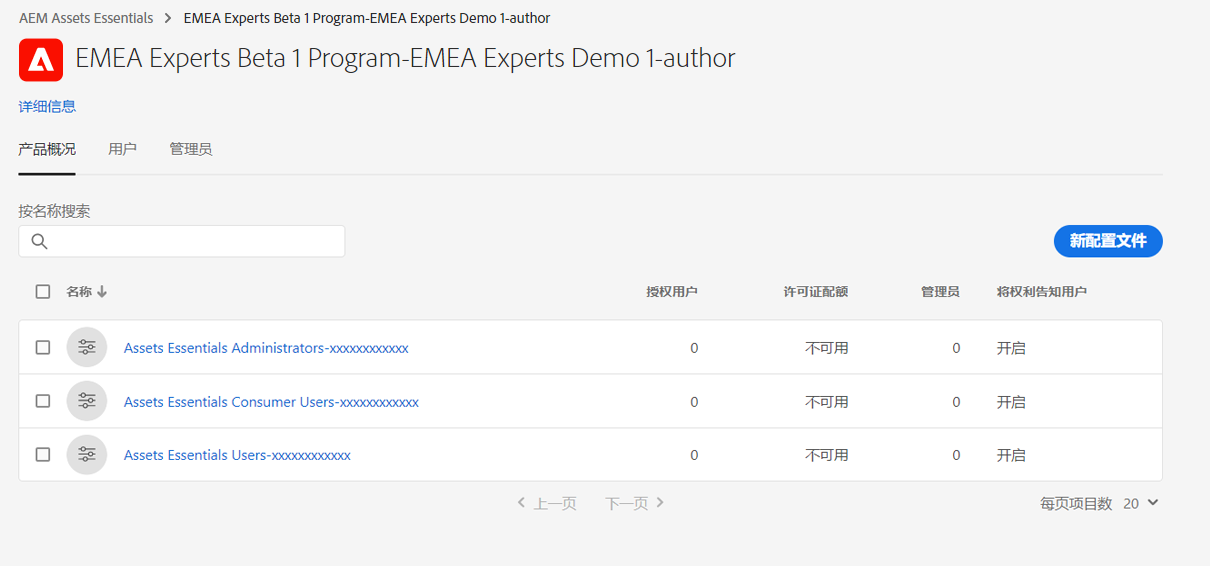 AEM Assets Essentials > EMEA Experts Beta 1 Program-EMEA Experts Demo 1-author
EMEA Experts Beta 1 Program-EMEA Experts Demo 1-author
详细信息
产品概况 用户 管理员
按名称搜索
新配置文件
名称 授权用户 许可证配额 管理员 将权利告知用户
Assets Essentials Administrators-xxxxxxxxxxxx 0 不可用 0 开启
Assets Essentials Consumer Users-xxxxxxxxxxxx 0 不可用 0 开启
Assets Essentials Users-xxxxxxxxxxxx 0 不可用 0 开启
上一页 下一页 每页项目数 20